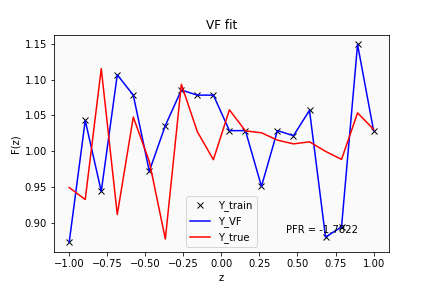 VF fit
1.15
1.10
1.05
1.00
0.95
0.90
F(z)
Y_train
Y_VF
Y_true
PFR = -1.7822
−1.00 −0.75 −0.50 −0.25 0.00 0.25 0.50 0.75 1.00
z